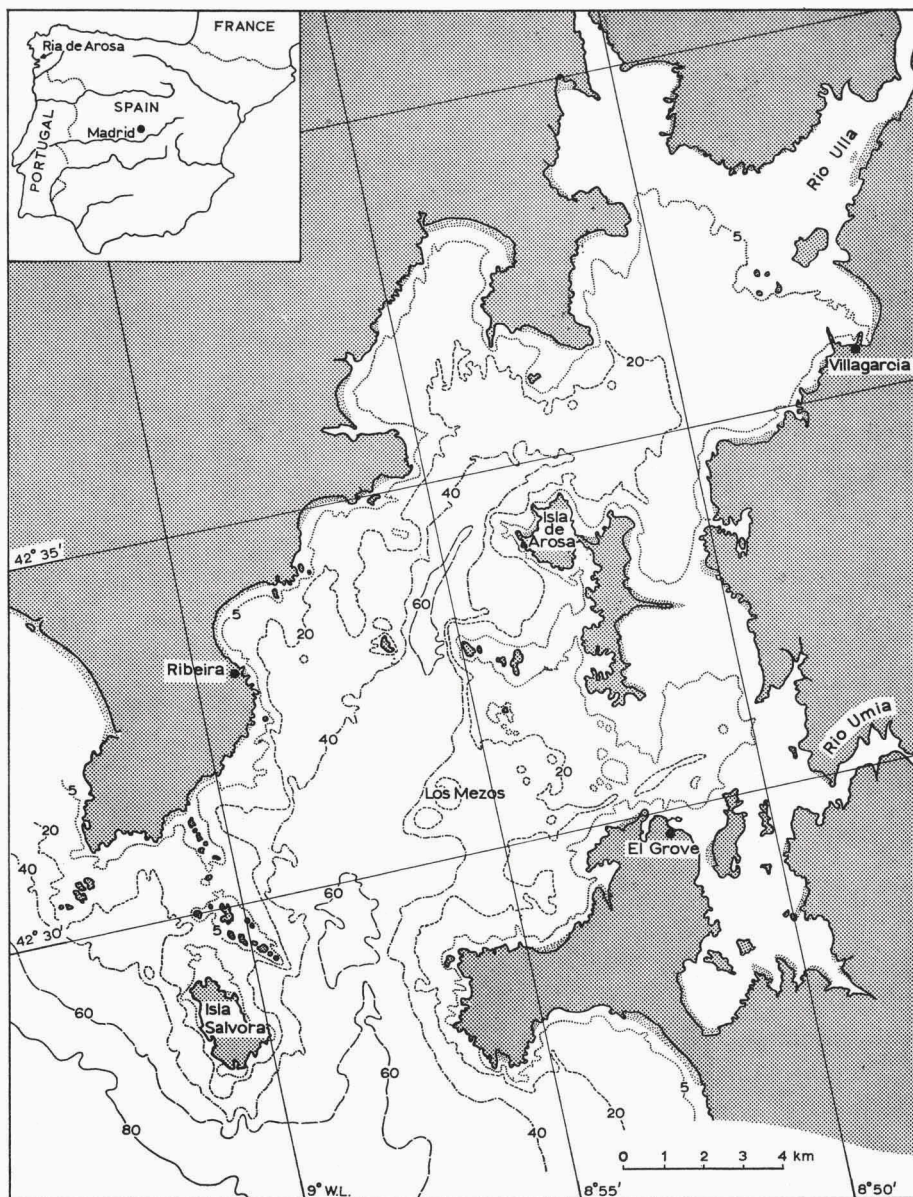 FRANCE
Ria de Arosa
SPAIN
Madrid
PORTUGAL
Rio Ulla
5
Villagarcia
20
40
Isla
de
Arosa
42° 35'
60
5
20
Ribeira
40
Rio Umia
20
Los Mezos
El Grove
5
20
40
60
5
42° 30'
Isla
Salvora
60
60
5
20
80
40
0 1 2 3 4 km
9° W.L.
8° 55'
8° 50'